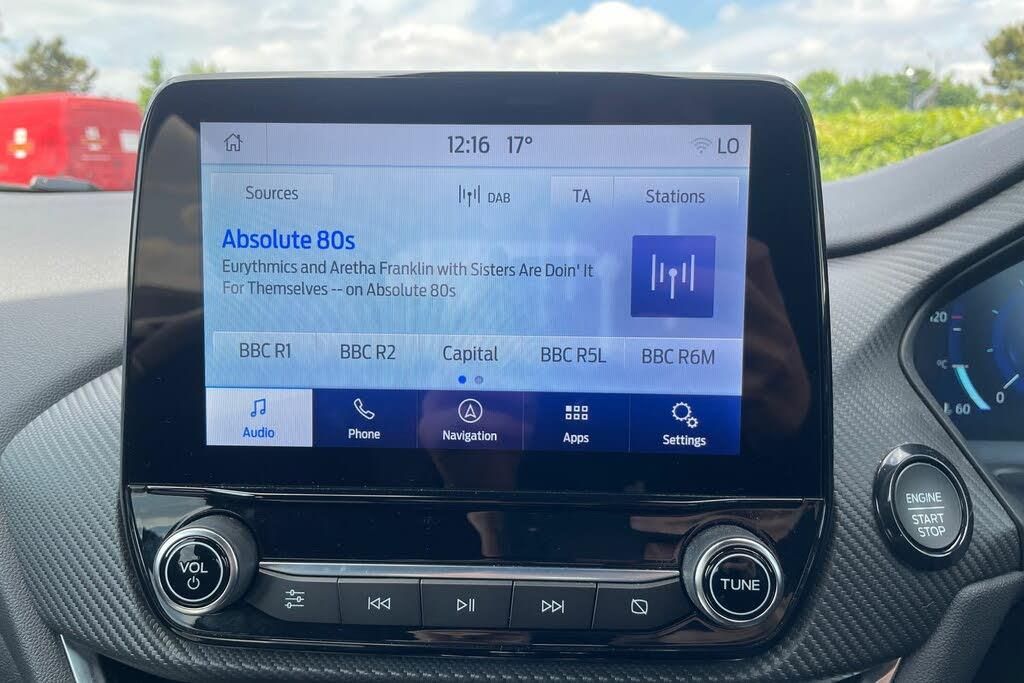 12:16 17° LO
Sources DAB TA Stations
Absolute 80s
Eurythmics and Aretha Franklin with Sisters Are Doin' It
For Themselves -- on Absolute 80s
BBC R1 BBC R2 Capital BBC R5L BBC R6M
Audio Phone Navigation Apps Settings
120
°C
L 60
0
ENGINE
START
STOP
VOL
TUNE